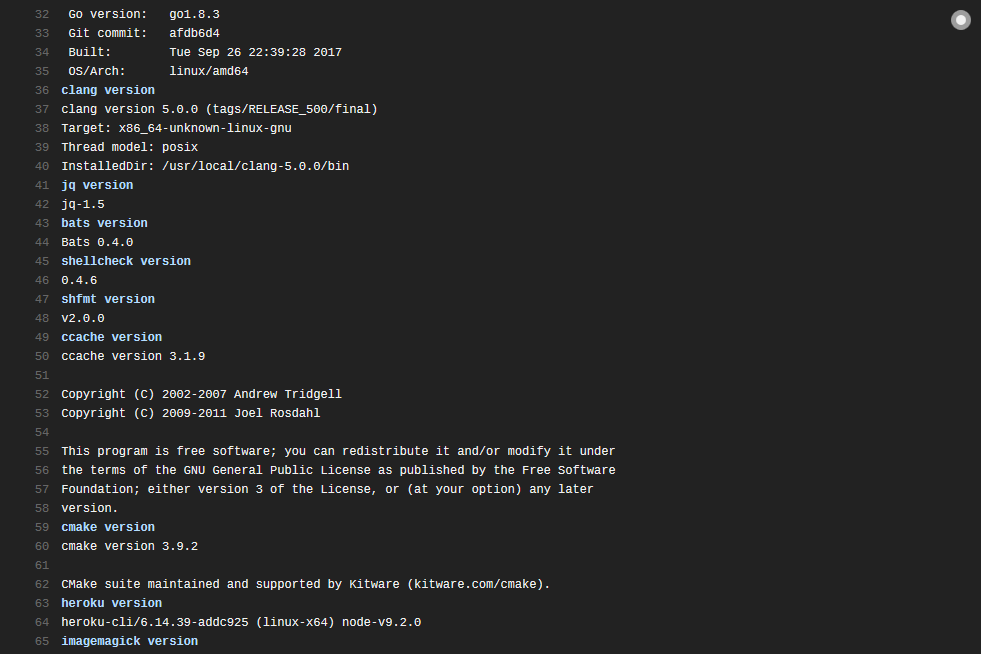 32 Go version: go1.8.3
33 Git commit: afdb6d4
34 Built: Tue Sep 26 22:39:28 2017
35 OS/Arch: linux/amd64
36 clang version
37 clang version 5.0.0 (tags/RELEASE_500/final)
38 Target: x86_64-unknown-linux-gnu
39 Thread model: posix
40 InstalledDir: /usr/local/clang-5.0.0/bin
41 jq version
42 jq-1.5
43 bats version
44 Bats 0.4.0
45 shellcheck version
46 0.4.6
47 shfmt version
48 v2.0.0
49 ccache version
50 ccache version 3.1.9
51
52 Copyright (C) 2002-2007 Andrew Tridgell
53 Copyright (C) 2009-2011 Joel Rosdahl
54
55 This program is free software; you can redistribute it and/or modify it under
56 the terms of the GNU General Public License as published by the Free Software
57 Foundation; either version 3 of the License, or (at your option) any later
58 version.
59 cmake version
60 cmake version 3.9.2
61
62 CMake suite maintained and supported by Kitware (kitware.com/cmake).
63 heroku version
64 heroku-cli/6.14.39-addc925 (linux-x64) node-v9.2.0
65 imagemagick version